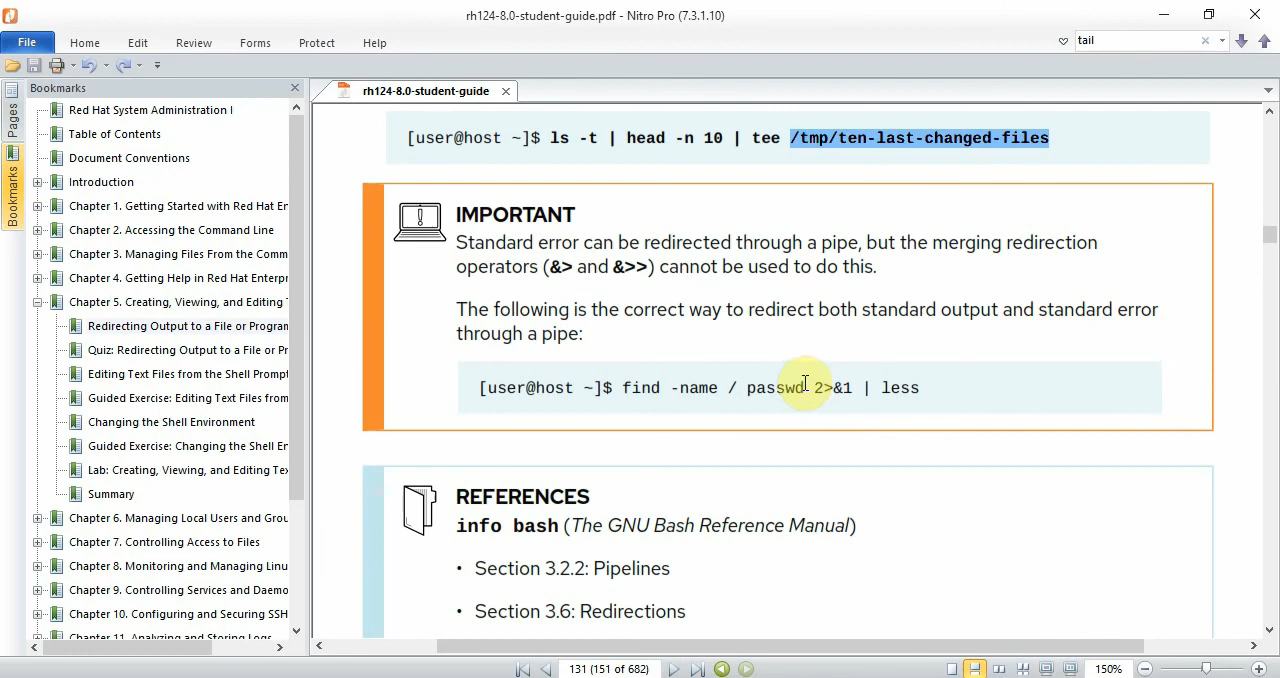 rh124-8.0-student-guide.pdf - Nitro Pro (7.3.1.10)
File Home Edit Review Forms Protect Help
tail
Bookmarks
rh124-8.0-student-guide
Pages
Bookmarks
Red Hat System Administration I
Table of Contents
Document Conventions
Introduction
Chapter 1. Getting Started with Red Hat En
Chapter 2. Accessing the Command Line
Chapter 3. Managing Files From the Comm
Chapter 4. Getting Help in Red Hat Enterpr
Chapter 5. Creating, Viewing, and Editing T
Redirecting Output to a File or Program
Quiz: Redirecting Output to a File or Pr
Editing Text Files from the Shell Prompt
Guided Exercise: Editing Text Files from
Changing the Shell Environment
Guided Exercise: Changing the Shell En
Lab: Creating, Viewing, and Editing Tex
Summary
Chapter 6. Managing Local Users and Grou
Chapter 7. Controlling Access to Files
Chapter 8. Monitoring and Managing Linu
Chapter 9. Controlling Services and Daemo
Chapter 10. Configuring and Securing SSH
Chapter 11. Analyzing and Storing Logs
[user@host ~]$ ls -t | head -n 10 | tee /tmp/ten-last-changed-files
IMPORTANT
Standard error can be redirected through a pipe, but the merging redirection
operators (&> and &>>) cannot be used to do this.
The following is the correct way to redirect both standard output and standard error
through a pipe:
[user@host ~]$ find -name / passwd 2>&1 | less
REFERENCES
info bash (The GNU Bash Reference Manual)
• Section 3.2.2: Pipelines
• Section 3.6: Redirections
131 (151 of 682)
150%